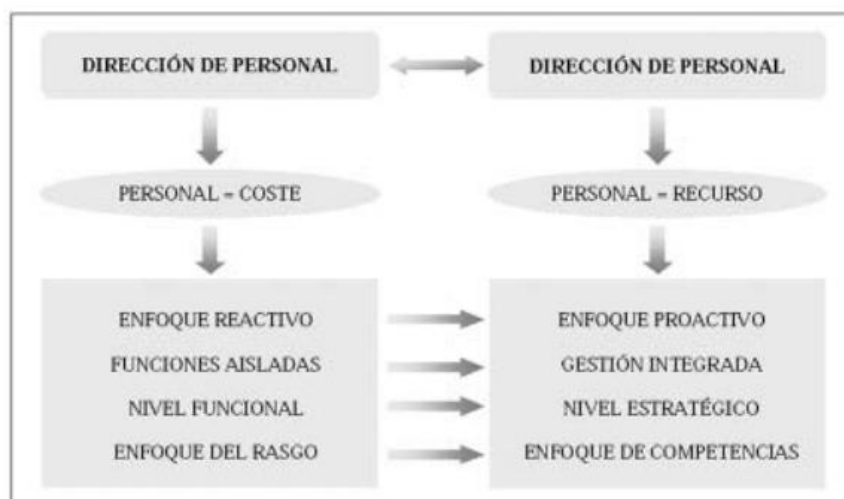 DIRECCIÓN DE PERSONAL
DIRECCIÓN DE PERSONAL
PERSONAL = COSTE
PERSONAL = RECURSO
ENFOQUE REACTIVO
ENFOQUE PROACTIVO
FUNCIONES AISLADAS
GESTIÓN INTEGRADA
NIVEL FUNCIONAL
NIVEL ESTRATÉGICO
ENFOQUE DEL RASGO
ENFOQUE DE COMPETENCIAS